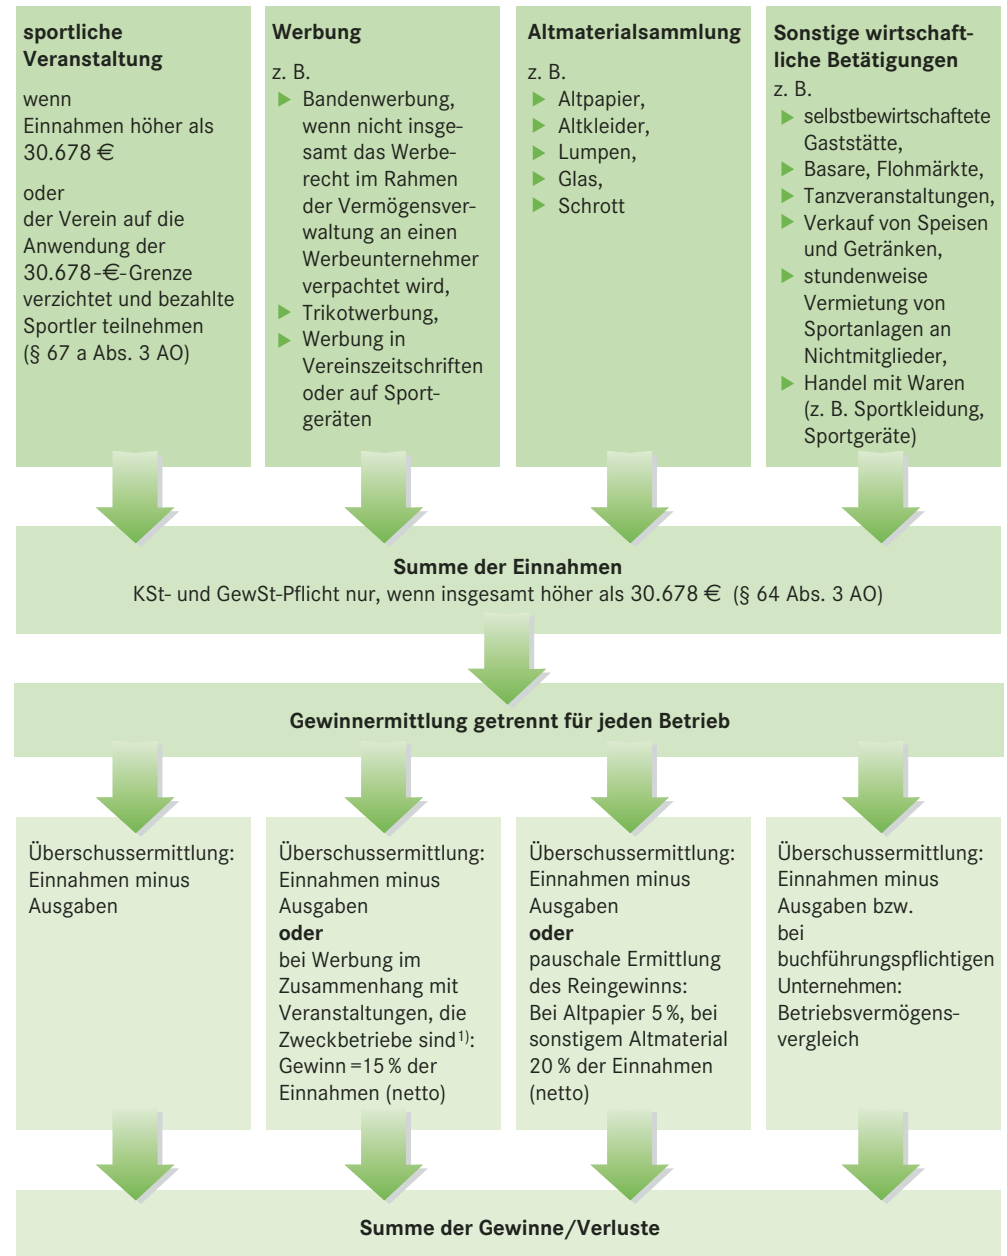 sportliche
Veranstaltung
wenn
Einnahmen höher als
30.678 €
oder
der Verein auf die
Anwendung der
30.678-€-Grenze
verzichtet und bezahlte
Sportler teilnehmen
(§ 67 a Abs. 3 AO)
Werbung
z. B.
Bandenwerbung,
wenn nicht insge-
samt das Werbe-
recht im Rahmen
der Vermögensver-
waltung an einen
Werbeunternehmer
verpachtet wird,
Trikotwerbung,
Werbung in
Vereinszeitschriften
oder auf Sport-
geräten
Altmaterialsammlung
z. B.
Altpapier,
Altkleider,
Lumpen,
Glas,
Schrott
Sonstige wirtschaft-
liche Betätigungen
z. B.
selbstbewirtschaftete
Gaststätte,
Basare, Flohmärkte,
Tanzveranstaltungen,
Verkauf von Speisen
und Getränken,
stundenweise
Vermietung von
Sportanlagen an
Nichtmitglieder,
Handel mit Waren
(z. B. Sportkleidung,
Sportgeräte)
Summe der Einnahmen
KSt- und GewSt-Pflicht nur, wenn insgesamt höher als 30.678 € (§ 64 Abs. 3 AO)
Gewinnermittlung getrennt für jeden Betrieb
Überschussermittlung:
Einnahmen minus
Ausgaben
Überschussermittlung:
Einnahmen minus
Ausgaben
oder
bei Werbung im
Zusammenhang mit
Veranstaltungen, die
Zweckbetriebe sind1):
Gewinn =15 % der
Einnahmen (netto)
Überschussermittlung:
Einnahmen minus
Ausgaben
oder
pauschale Ermittlung
des Reingewinns:
Bei Altpapier 5 %, bei
sonstigem Altmaterial
20 % der Einnahmen
(netto)
Überschussermittlung:
Einnahmen minus
Ausgaben bzw.
bei
buchführungspflichtigen
Unternehmen:
Betriebsvermögens-
vergleich
Summe der Gewinne/Verluste